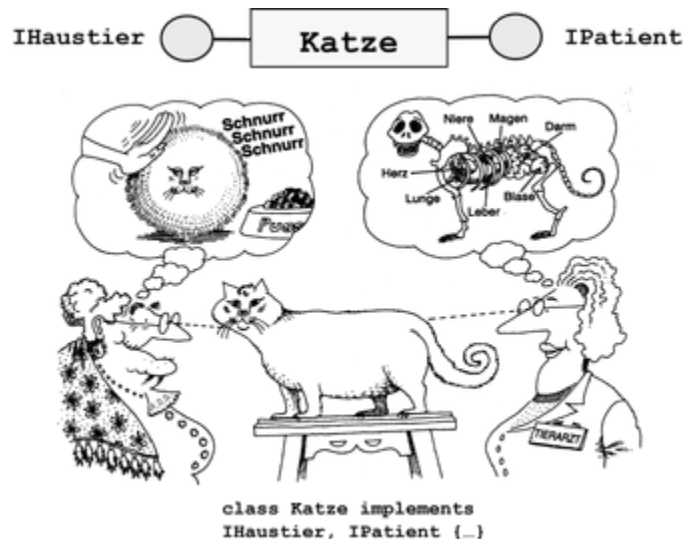 IHaustier
Katze
IPatient
Schnurr
Schnurr
Schnurr
Niere
Magen
Darm
Herz
Lunge
Leber
Blase
TIERARZT
class Katze implements
IHaustier, IPatient {…}